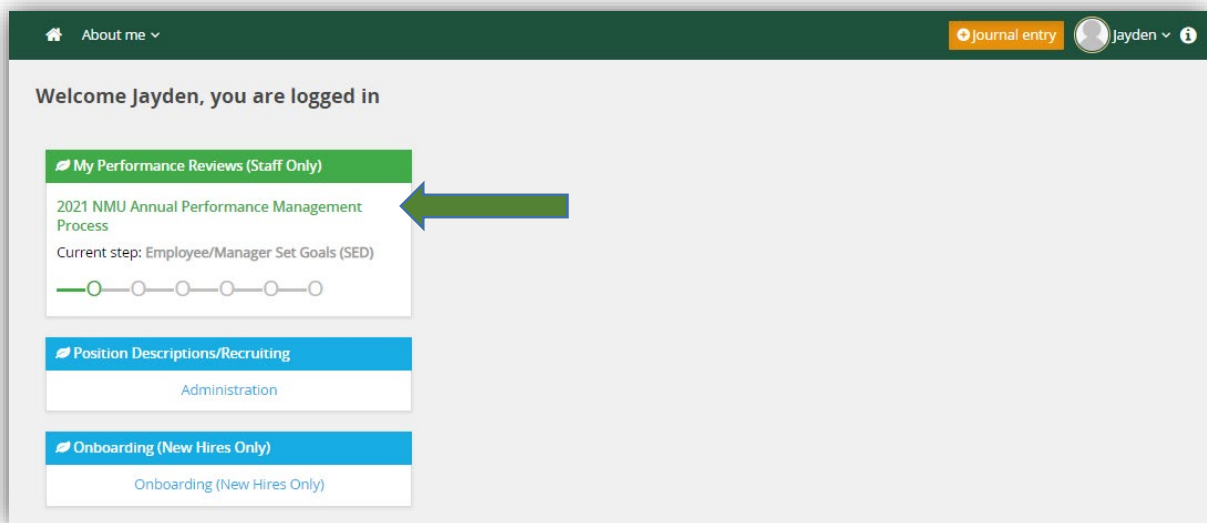 About me
Journal entry
Jayden
Welcome Jayden, you are logged in
My Performance Reviews (Staff Only)
2021 NMU Annual Performance Management
Process
Current step: Employee/Manager Set Goals (SED)
Position Descriptions/Recruiting
Administration
Onboarding (New Hires Only)
Onboarding (New Hires Only)